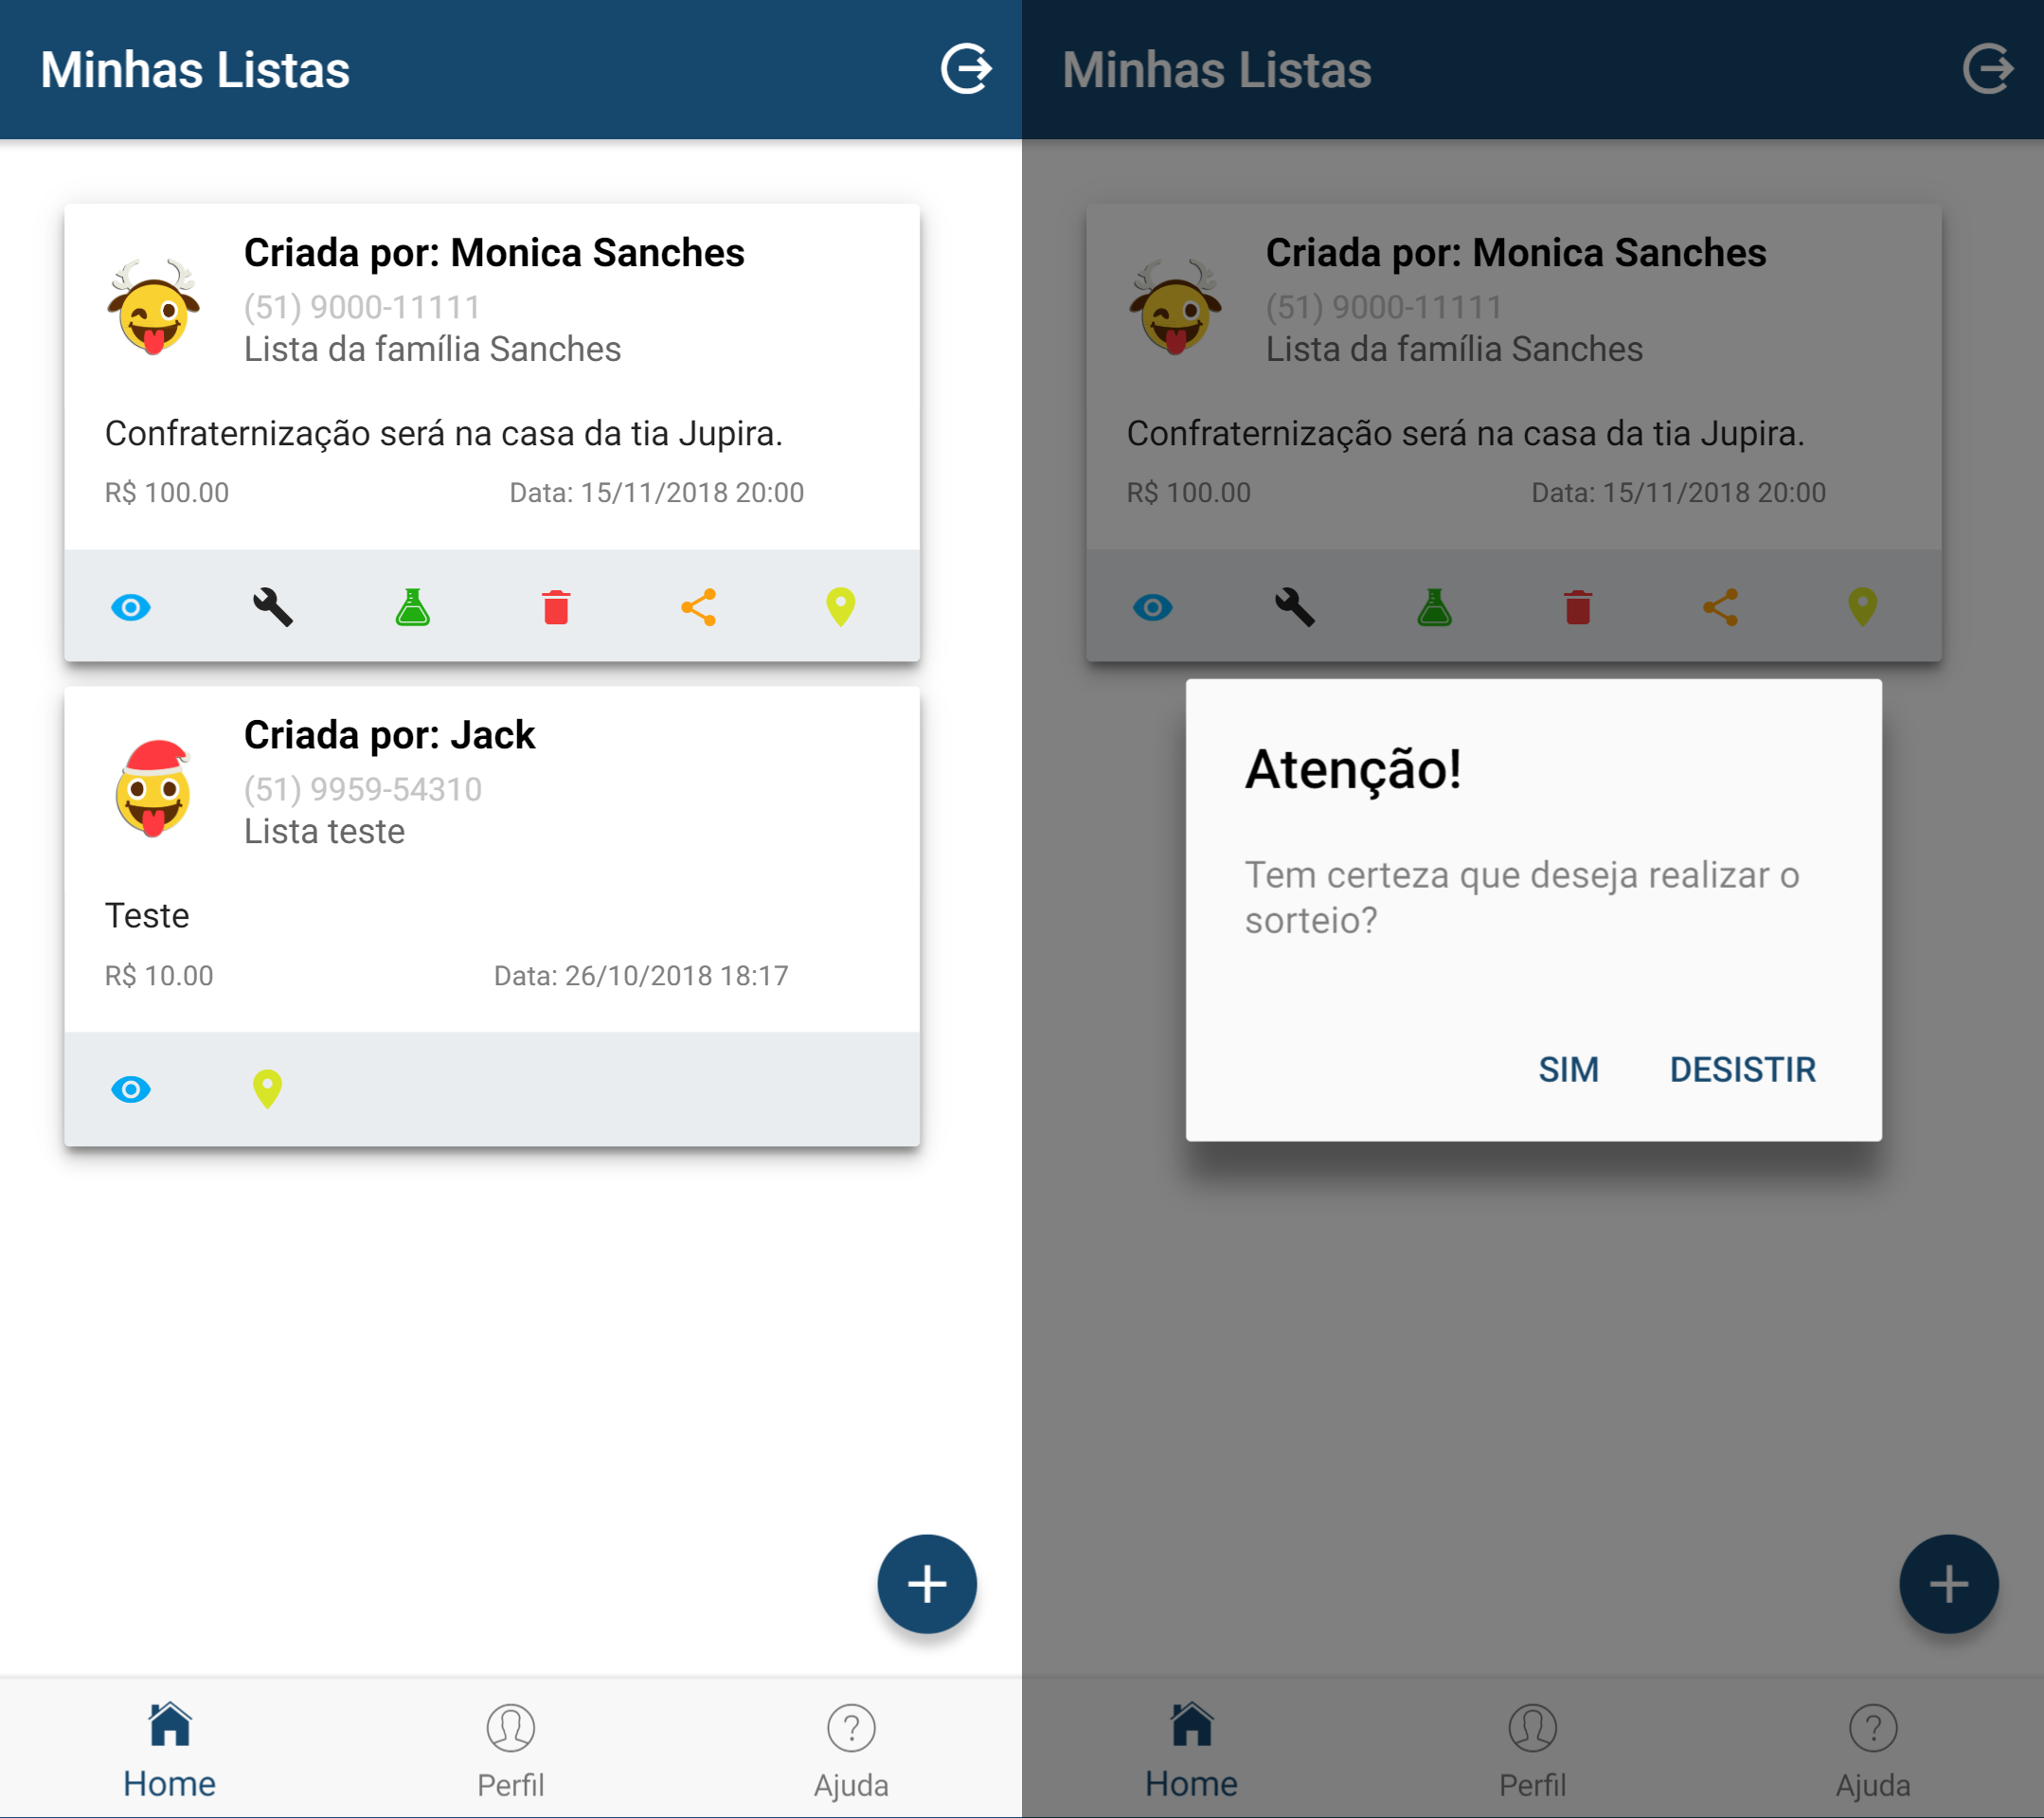 Minhas Listas
Criada por: Monica Sanches
(51) 9000-11111
Lista da família Sanches
Confraternização será na casa da tia Jupira.
R$ 100.00 Data: 15/11/2018 20:00
Criada por: Jack
(51) 9959-54310
Lista teste
Teste
R$ 10.00 Data: 26/10/2018 18:17
Home Perfil Ajuda
Minhas Listas
Criada por: Monica Sanches
(51) 9000-11111
Lista da família Sanches
Confraternização será na casa da tia Jupira.
R$ 100.00 Data: 15/11/2018 20:00
Atenção!
Tem certeza que deseja realizar o
sorteio?
SIM DESISTIR
Home Perfil Ajuda